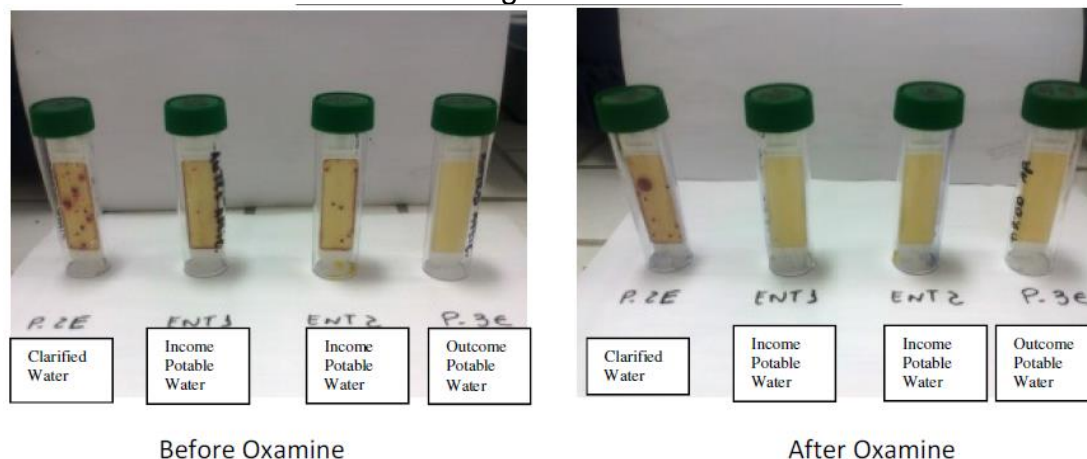 P. 2E
ENT 1
ENT 2
P. 3e
Clarified
Water
Income
Potable
Water
Income
Potable
Water
Outcome
Potable
Water
Before Oxamine
P. 2E
ENT 1
ENT 2
P. 3e
Clarified
Water
Income
Potable
Water
Income
Potable
Water
Outcome
Potable
Water
After Oxamine